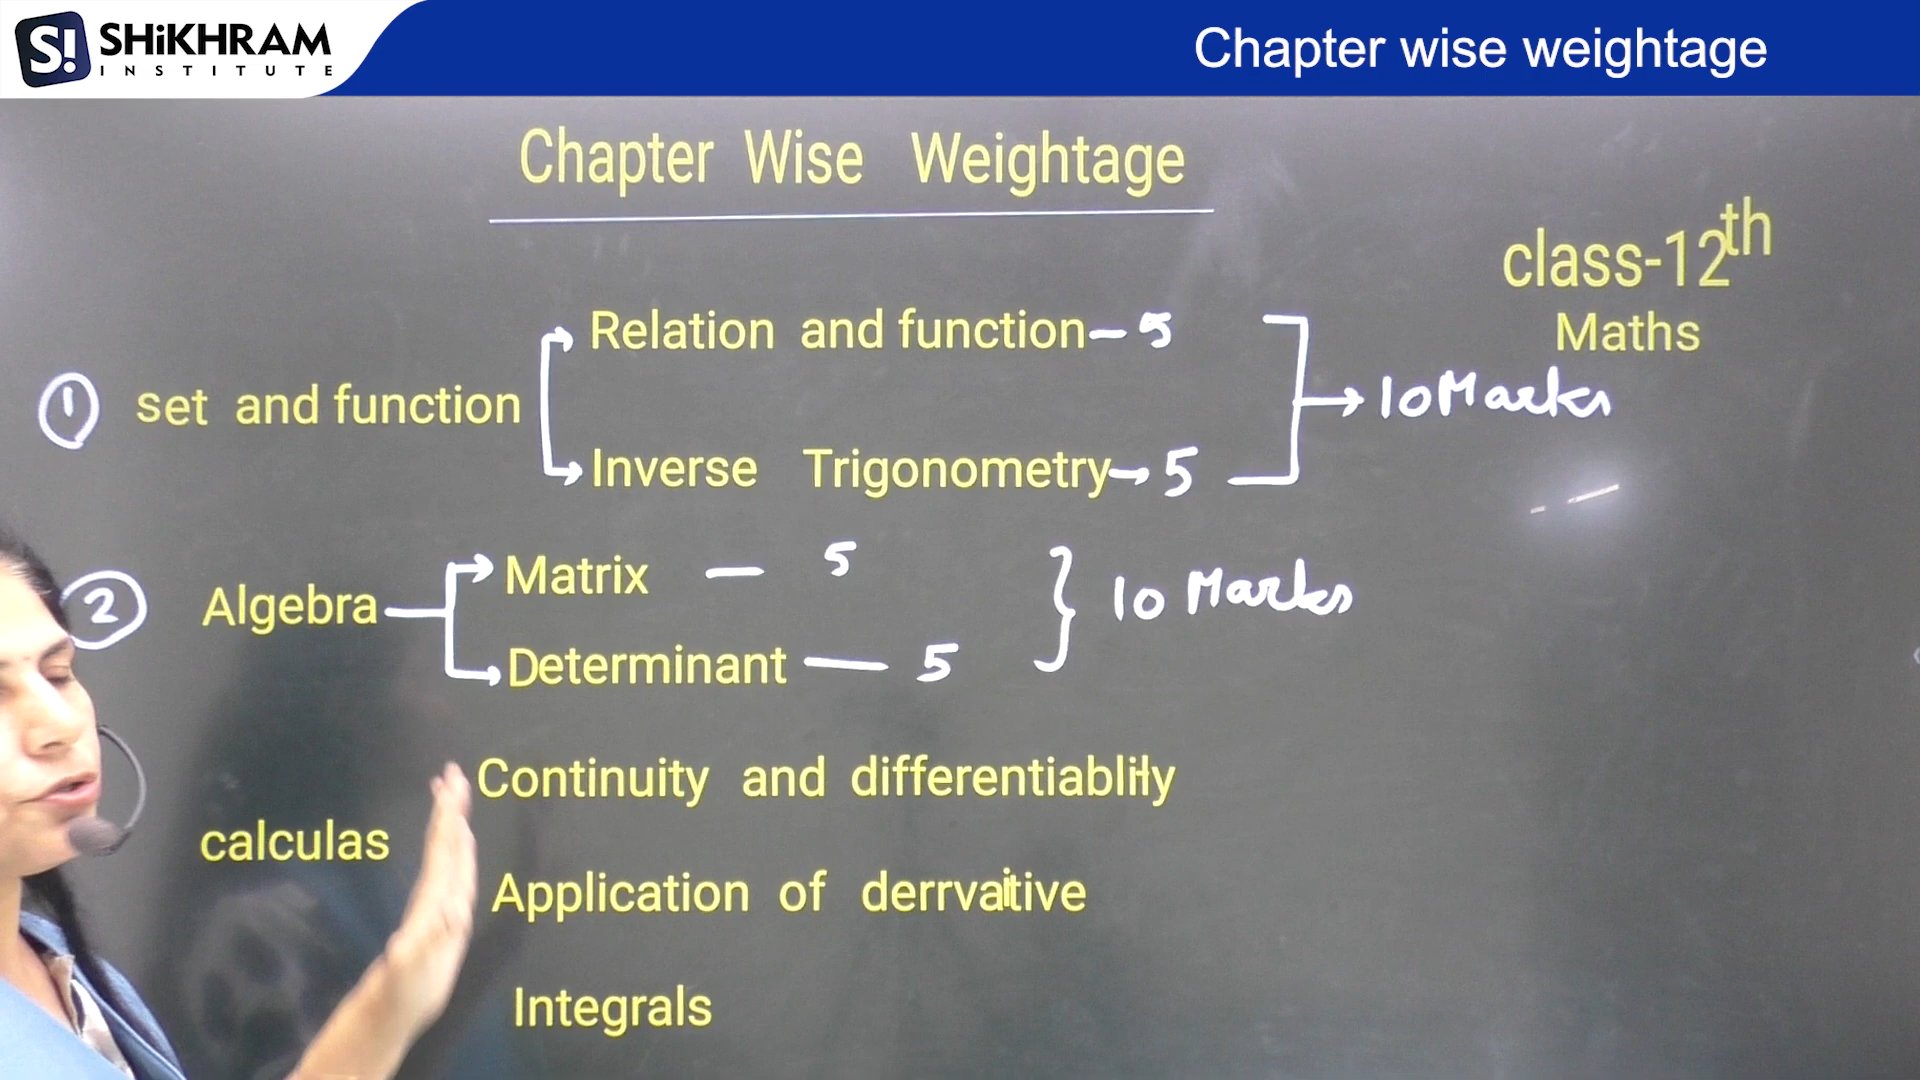 S! SHiKHRAM
INSTITUTE
Chapter wise weightage
Chapter Wise Weightage
class-12th
Maths
Relation and function – 5
① set and function
→ 10 Marks
Inverse Trigonometry → 5
Matrix — 5
② Algebra
10 Marks
Determinant — 5
Continuity and differentiablity
calculas
Application of derrvaitive
Integrals